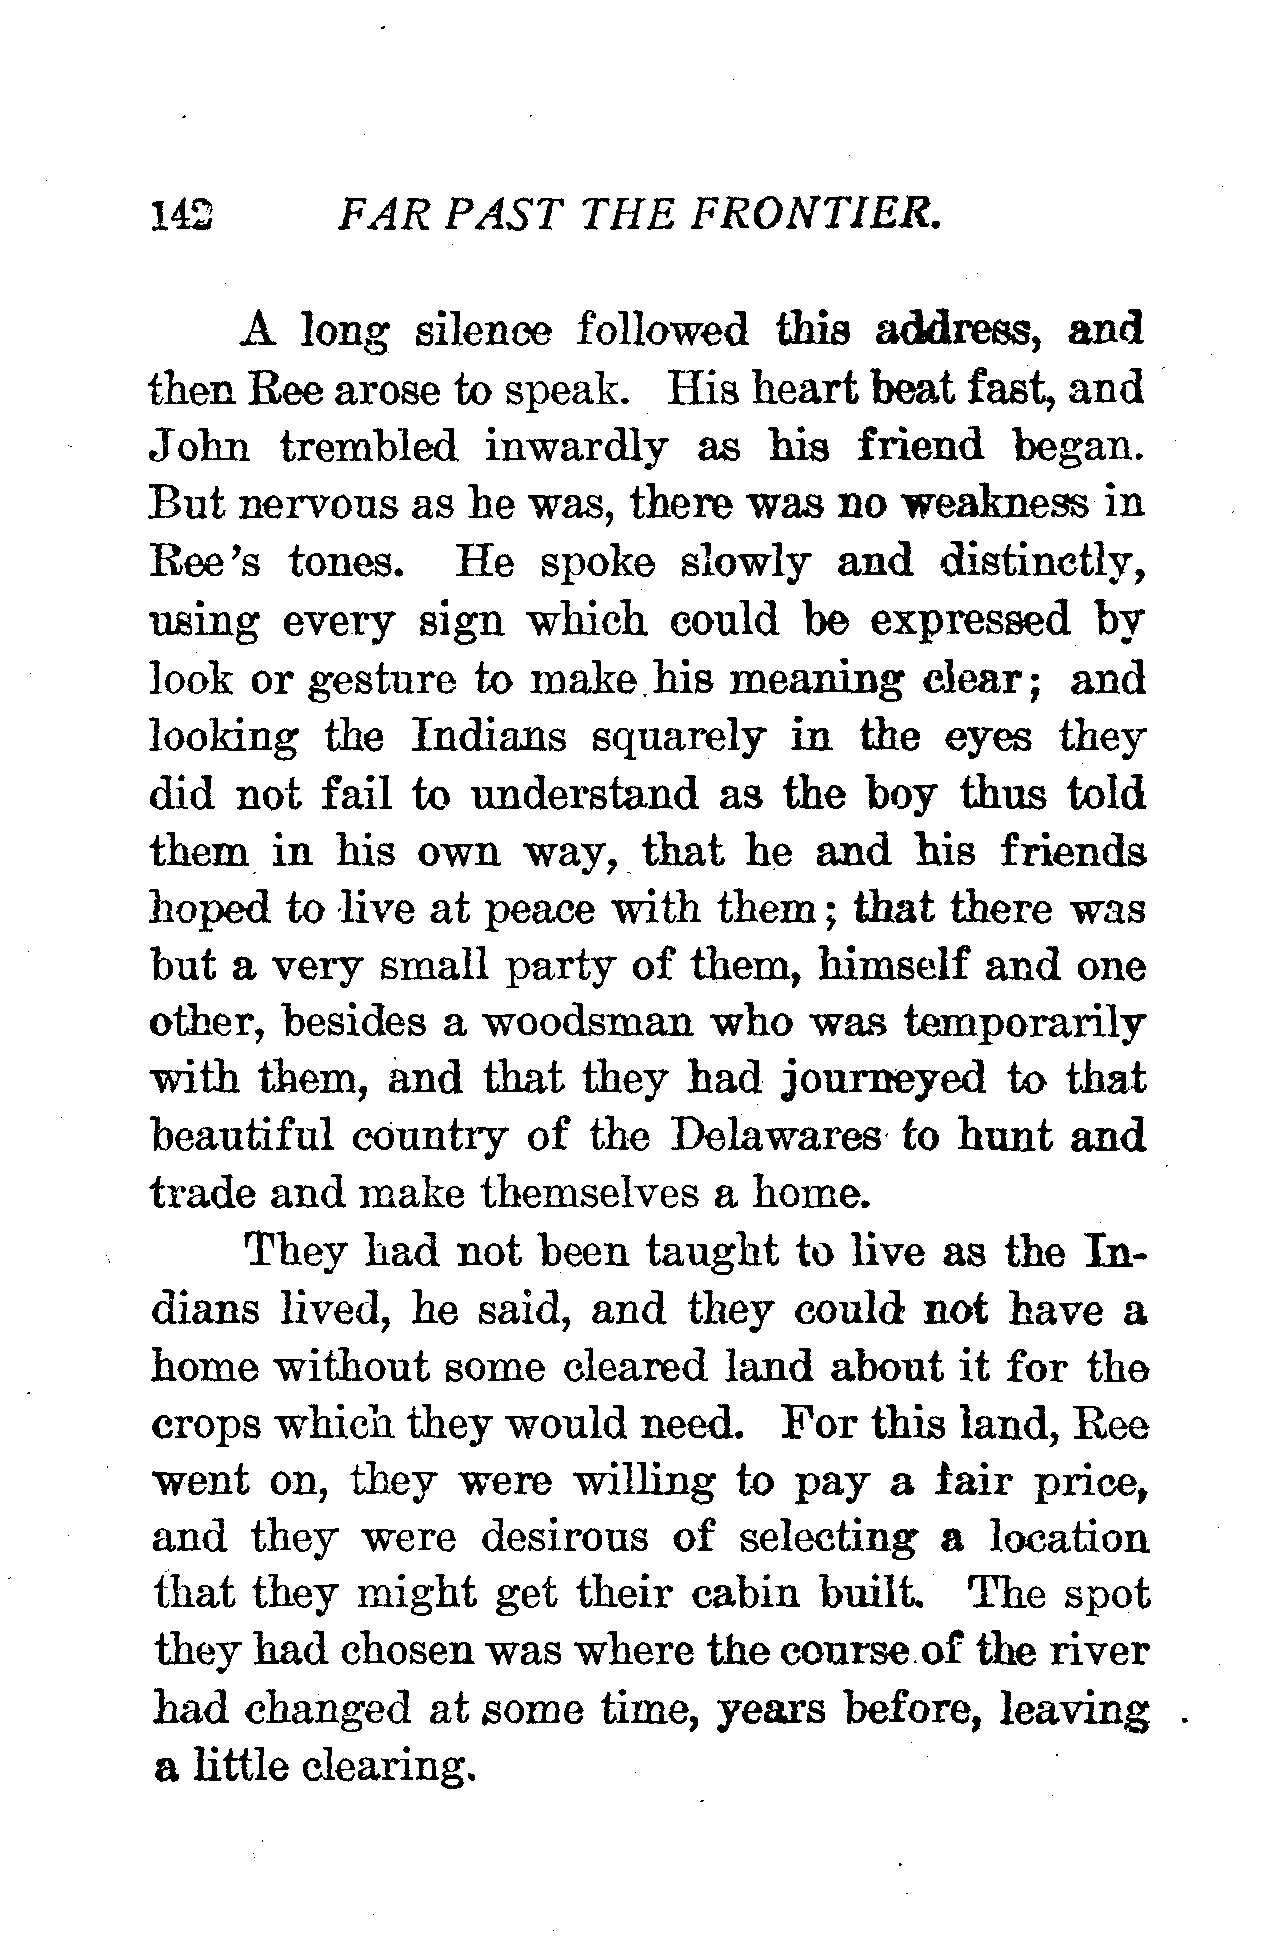 142 FAR PAST THE FRONTIER.
A long silence followed this address, and
then Ree arose to speak. His heart beat fast, and
John trembled inwardly as his friend began.
But nervous as he was, there was no weakness in
Ree's tones. He spoke slowly and distinctly,
using every sign which could be expressed by
look or gesture to make his meaning clear; and
looking the Indians squarely in the eyes they
did not fail to understand as the boy thus told
them in his own way, that he and his friends
hoped to live at peace with them; that there was
but a very small party of them, himself and one
other, besides a woodsman who was temporarily
with them, and that they had journeyed to that
beautiful country of the Delawares to hunt and
trade and make themselves a home.
They had not been taught to live as the In-
dians lived, he said, and they could not have a
home without some cleared land about it for the
crops which they would need. For this land, Ree
went on, they were willing to pay a fair price,
and they were desirous of selecting a location
that they might get their cabin built. The spot
they had chosen was where the course of the river
had changed at some time, years before, leaving
a little clearing.